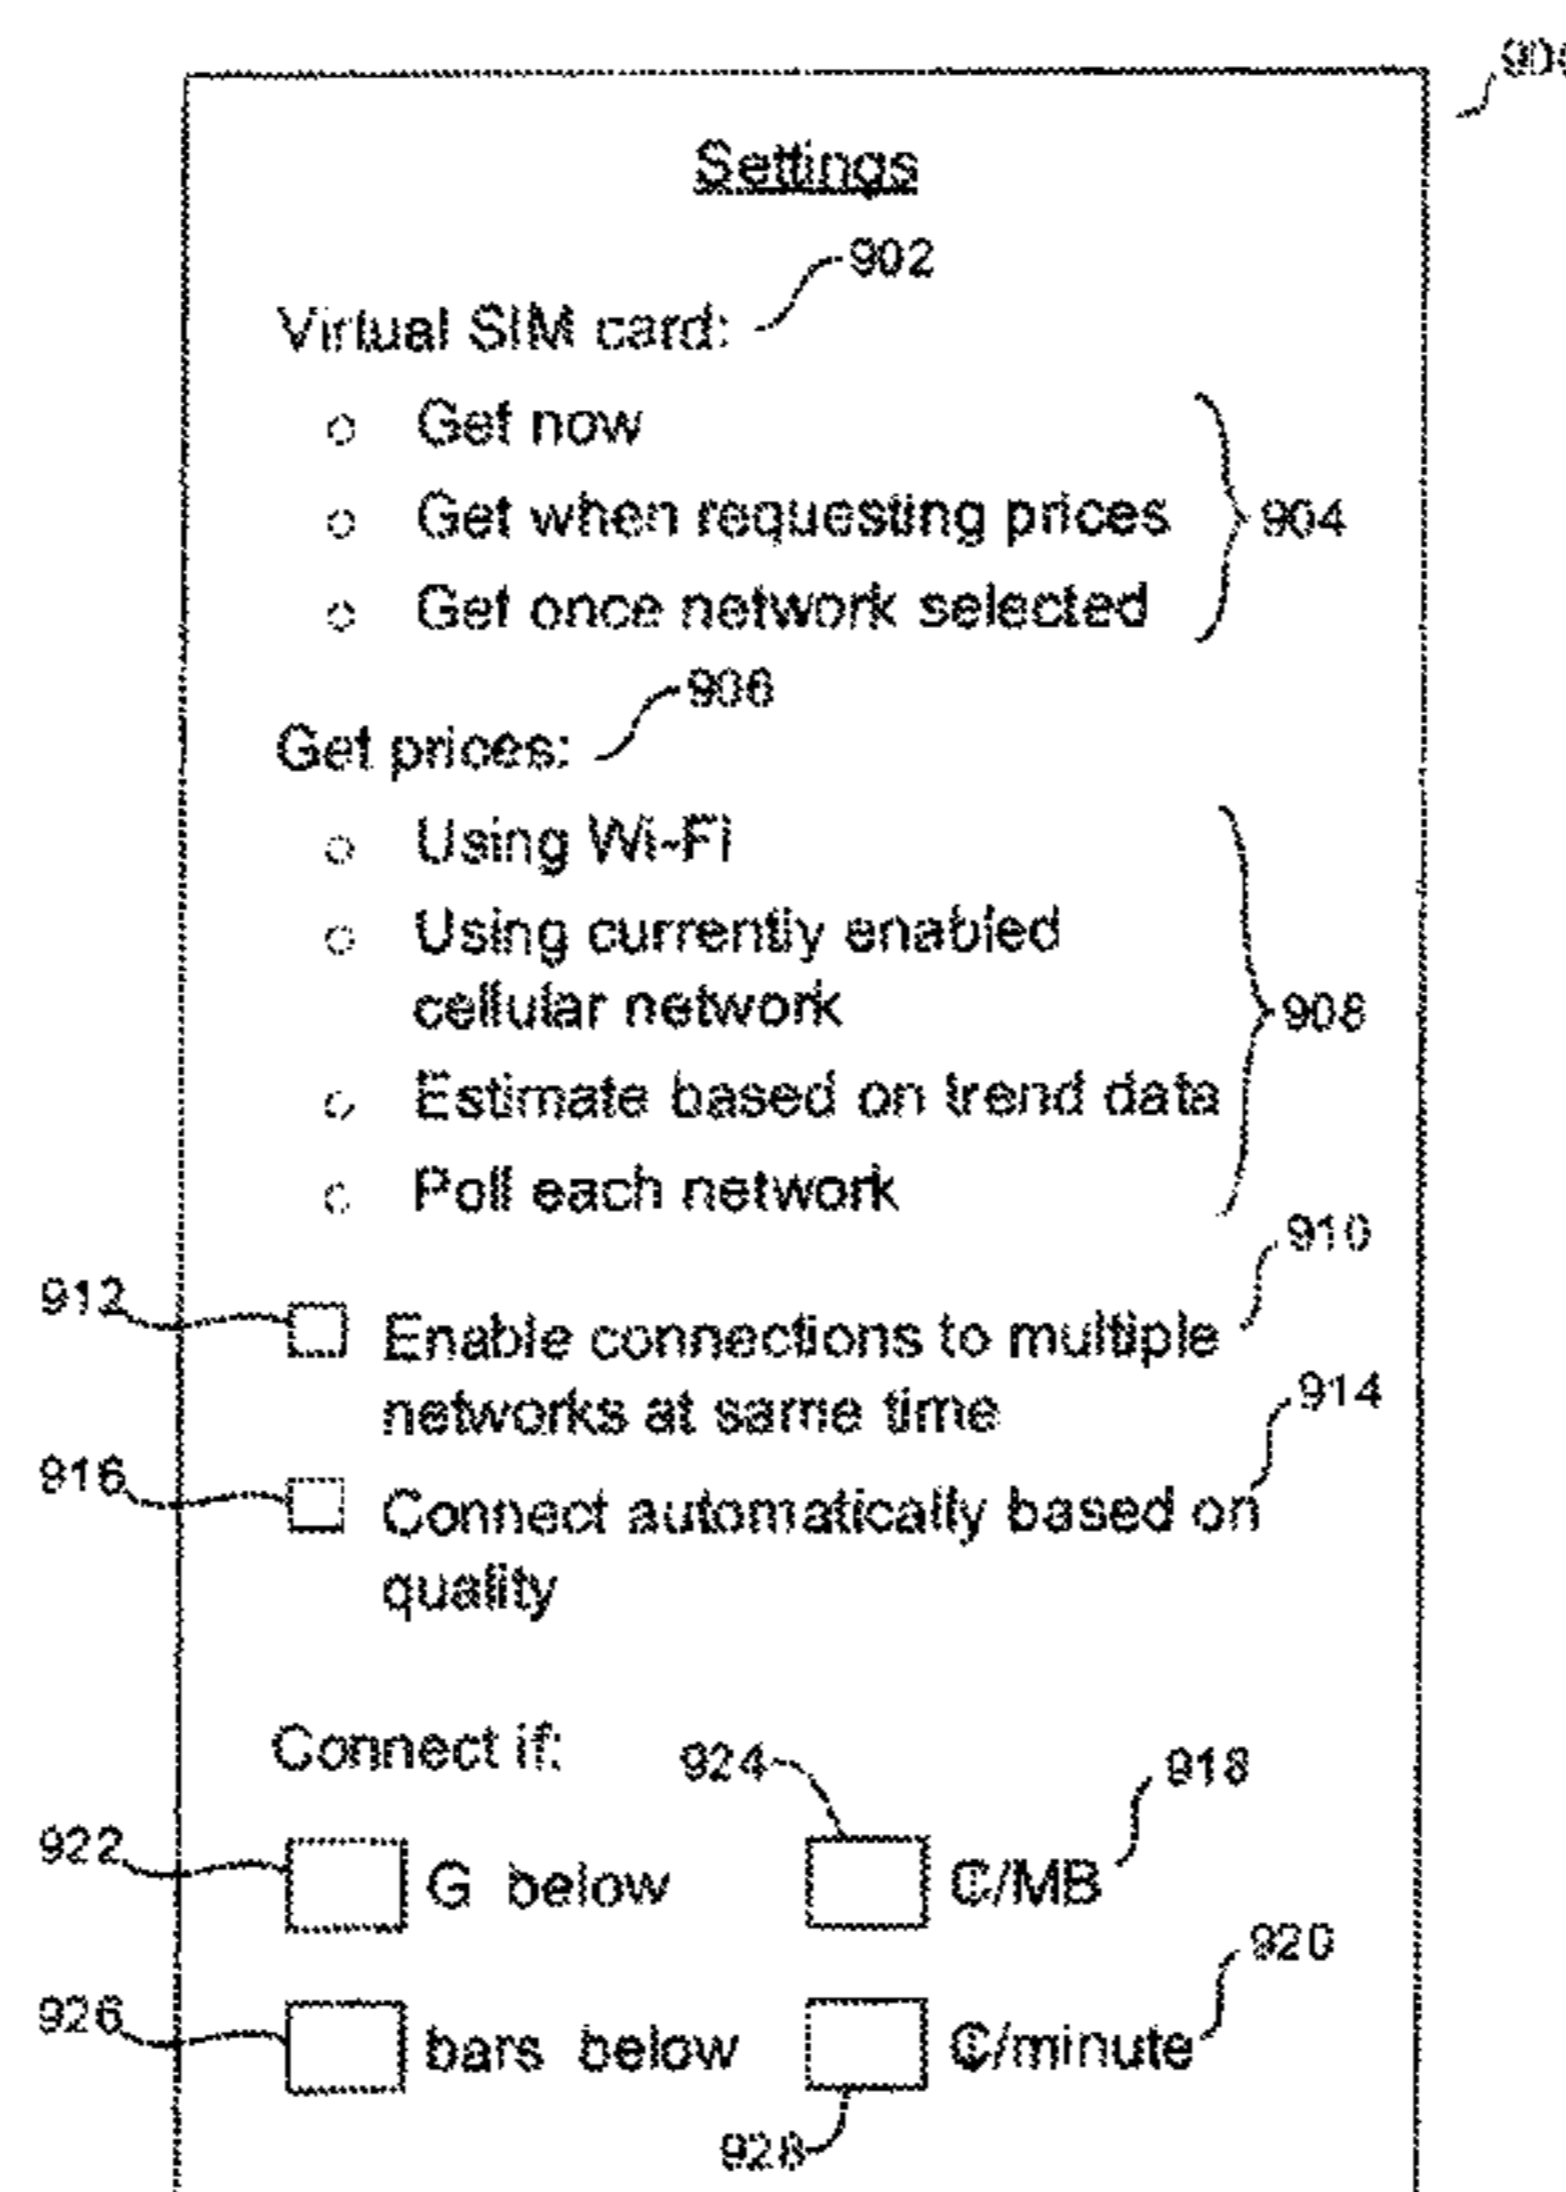 Settings
902
Virtual SIM card:
Get now
Get when requesting prices
904
Get once network selected
906
Get prices:
Using Wi-Fi
Using currently enabled
cellular network
908
Estimate based on trend data
Poll each network
910
912
Enable connections to multiple
networks at same time
914
916
Connect automatically based on
quality
Connect if:
924
918
922
G below
₵/MB
920
926
bars below
₵/minute
928